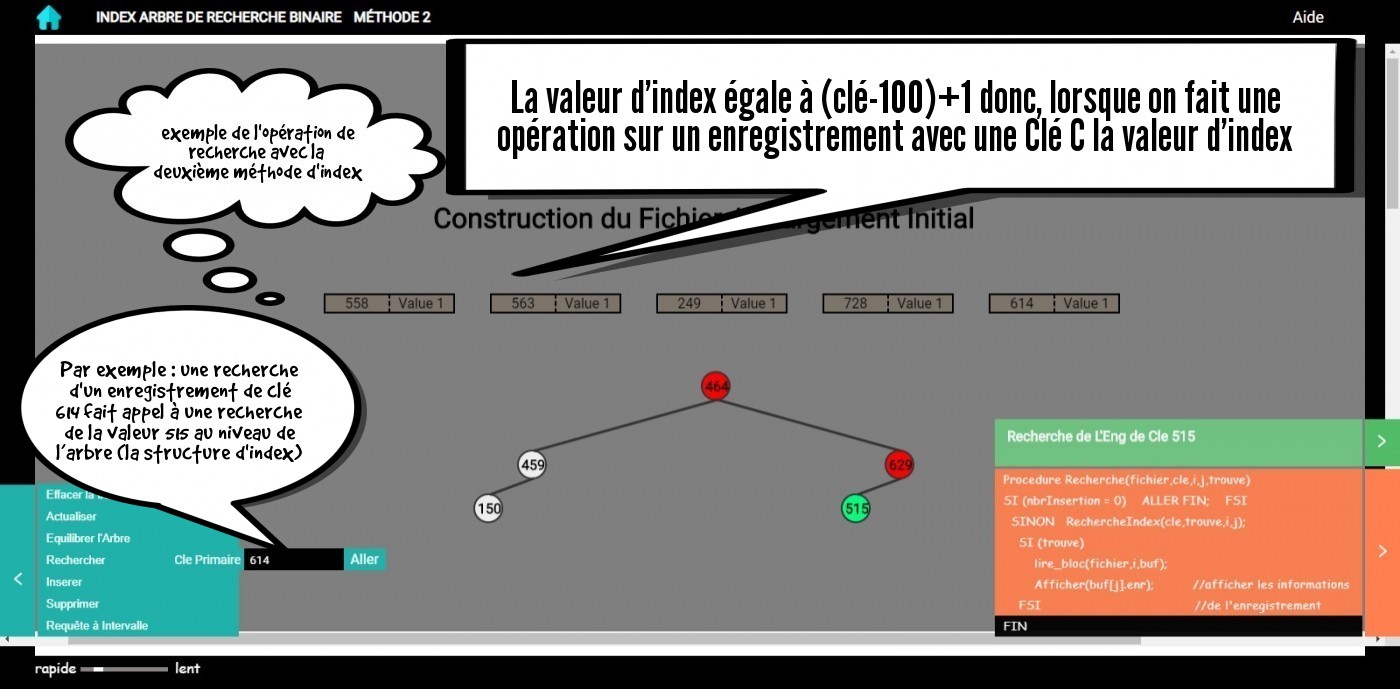 INDEX ARBRE DE RECHERCHE BINAIRE MÉTHODE 2
Aide
exemple de l'opération de
recherche avec la
deuxième méthode d'index
La valeur d'index égale à (clé-100)+1 donc, lorsque on fait une
opération sur un enregistrement avec une Clé C la valeur d'index
Construction du Fichier
argement Initial
558 Value 1
563 Value 1
249 Value 1
728 Value 1
614 Value 1
Par exemple : une recherche
d'un enregistrement de clé
614 fait appel à une recherche
de la valeur 515 au niveau de
l'arbre (la structure d'index)
464
459
629
150
515
Effacer la
Actualiser
Equilibrer l'Arbre
Rechercher
Cle Primaire 614 Aller
Inserer
Supprimer
Requête à Intervalle
Recherche de L'Eng de Cle 515
Procedure Recherche(fichier,cle,i,j,trouve)
SI (nbrInsertion = 0) ALLER FIN; FSI
SINON RechercheIndex(cle,trouve,i,j);
SI (trouve)
lire_bloc(fichier,i,buf);
Afficher(buf[j].enr); //afficher les informations
FSI //de l'enregistrement
FIN
rapide
lent